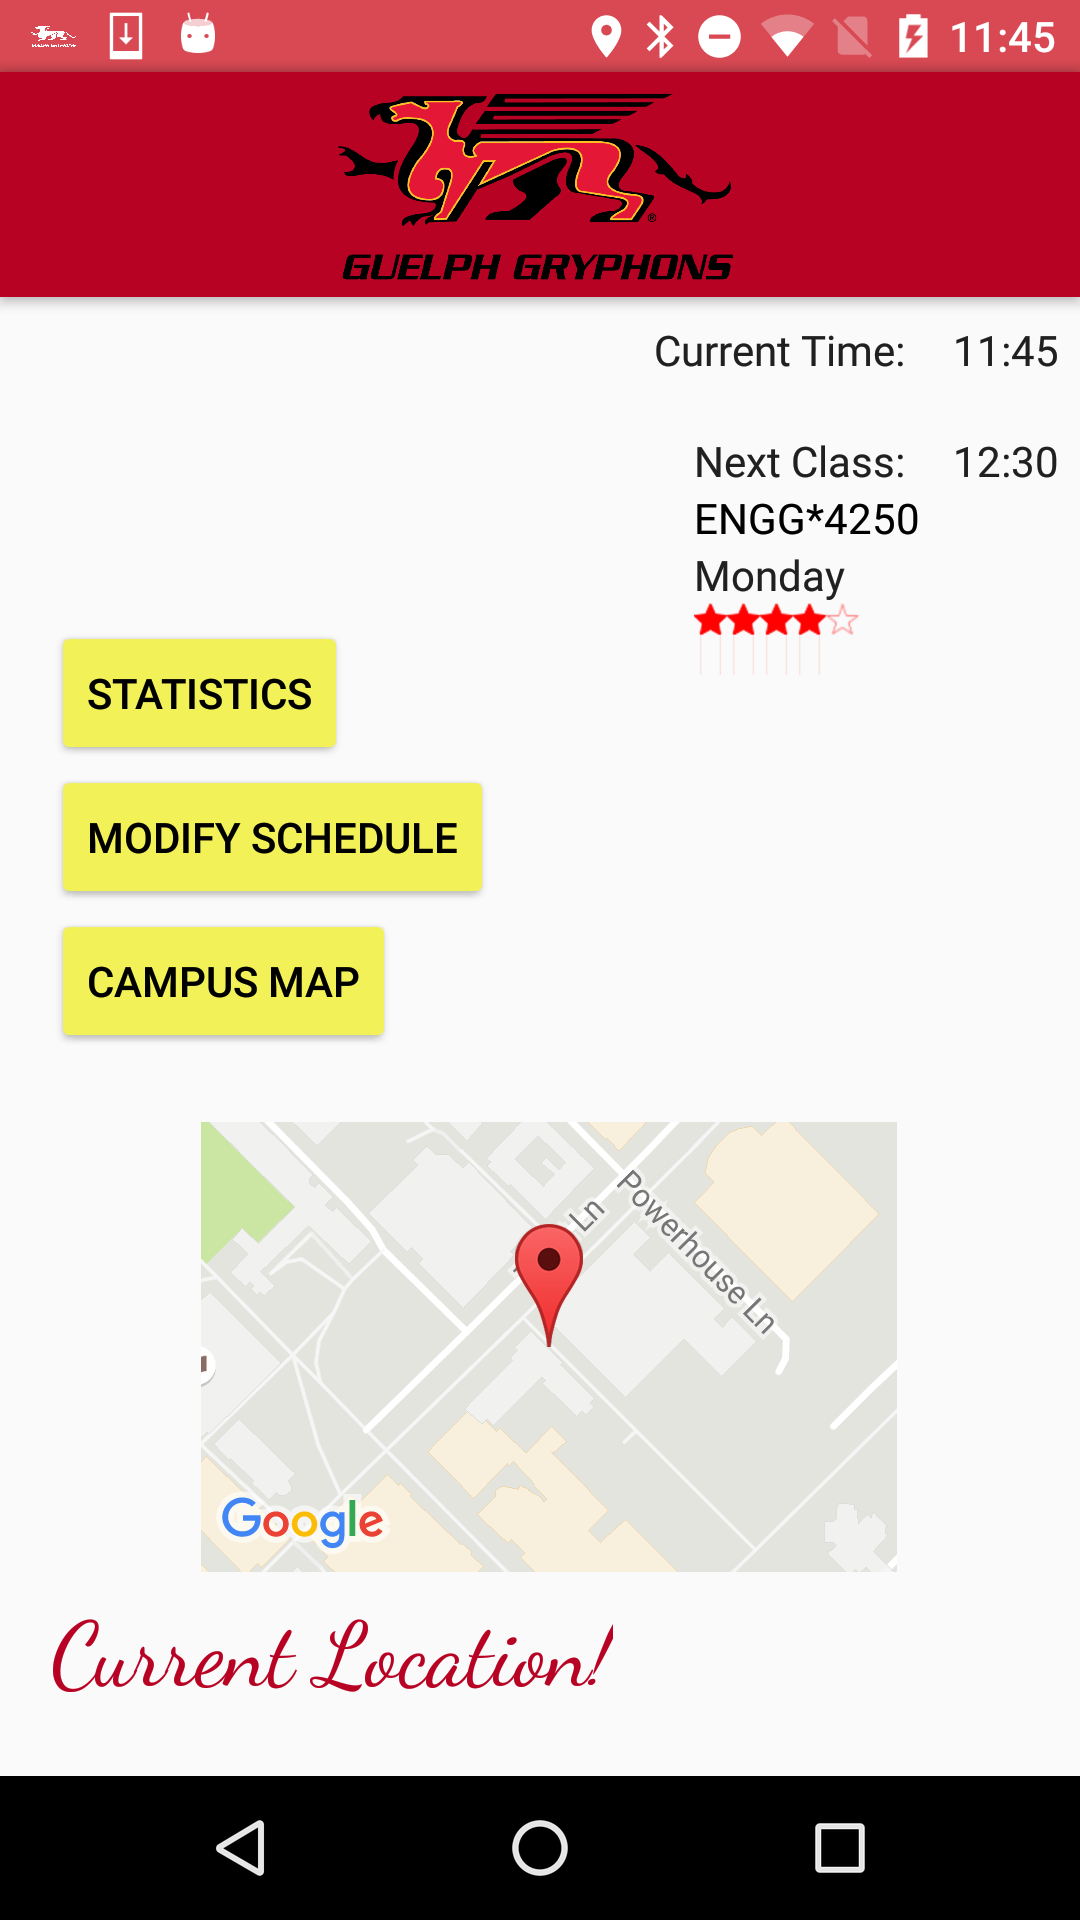 11:45
GUELPH GRYPHONS
Current Time: 11:45
Next Class: 12:30
ENGG*4250
Monday
STATISTICS
MODIFY SCHEDULE
CAMPUS MAP
Ln
Powerhouse Ln
Google
Current Location!